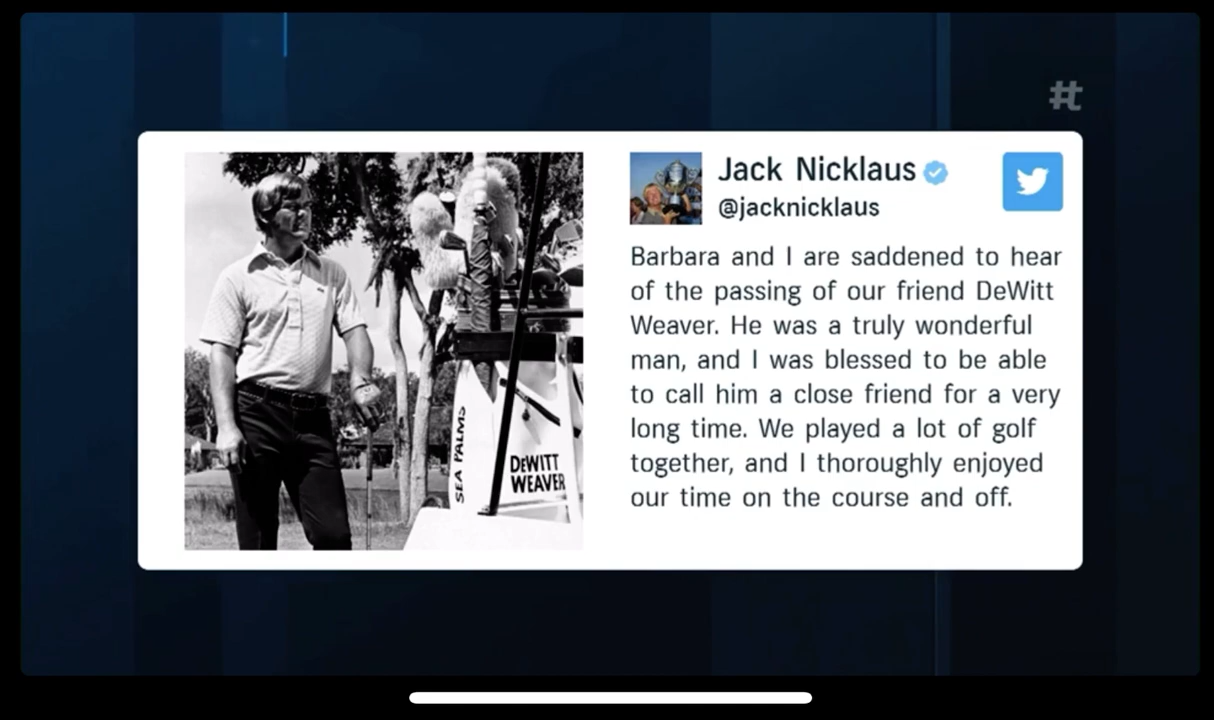 Jack Nicklaus
@jacknicklaus
Barbara and I are saddened to hear
of the passing of our friend DeWitt
Weaver. He was a truly wonderful
man, and I was blessed to be able
to call him a close friend for a very
long time. We played a lot of golf
together, and I thoroughly enjoyed
our time on the course and off.
SEA PALMS
DEWITT
WEAVER
#